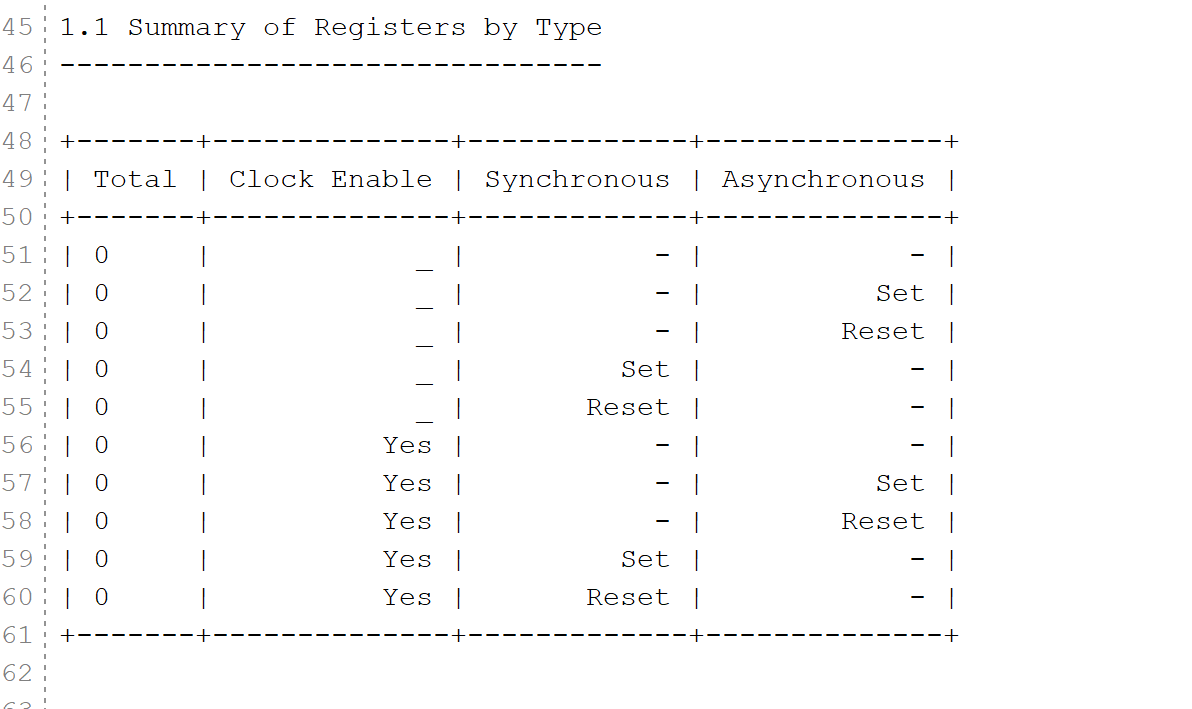 45 1.1 Summary of Registers by Type
46 --------------------------------
47
48 +-------+--------------+-------------+--------------+
49 | Total | Clock Enable | Synchronous | Asynchronous |
50 +-------+--------------+-------------+--------------+
51 | 0     |            _ |           - |            - |
52 | 0     |            _ |           - |          Set |
53 | 0     |            _ |           - |        Reset |
54 | 0     |            _ |         Set |            - |
55 | 0     |            _ |       Reset |            - |
56 | 0     |          Yes |           - |            - |
57 | 0     |          Yes |           - |          Set |
58 | 0     |          Yes |           - |        Reset |
59 | 0     |          Yes |         Set |            - |
60 | 0     |          Yes |       Reset |            - |
61 +-------+--------------+-------------+--------------+
62
63